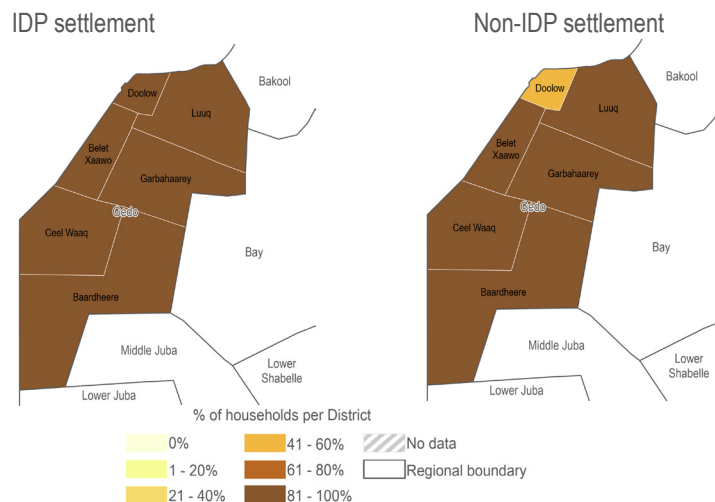 IDP settlement
Doolow
Bakool
Luuq
Belet
Xaawo
Garbahaarey
Gedo
Ceel Waaq
Bay
Baardheere
Middle Juba
Lower
Shabelle
Lower Juba
Non-IDP settlement
Doolow
Bakool
Luuq
Belet
Xaawo
Garbahaarey
Gedo
Ceel Waaq
Bay
Baardheere
Middle Juba
Lower
Shabelle
Lower Juba
% of households per District
0%
1 - 20%
21 - 40%
41 - 60%
61 - 80%
81 - 100%
No data
Regional boundary